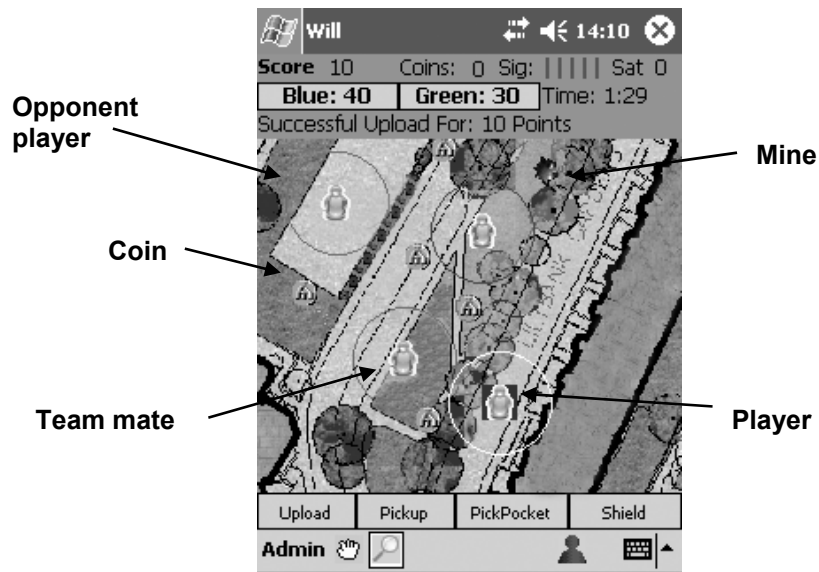 Will 14:10
Score 10 Coins: 0 Sig: Sat 0
Blue: 40 Green: 30 Time: 1:29
Successful Upload For: 10 Points
Opponent
player
Mine
Coin
LILYBANK
Team mate
Player
Upload Pickup PickPocket Shield
Admin